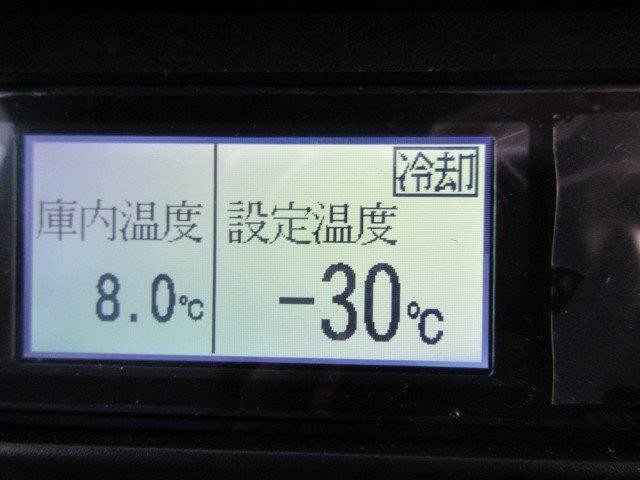 冷却
庫内温度
8.0℃
設定温度
-30℃